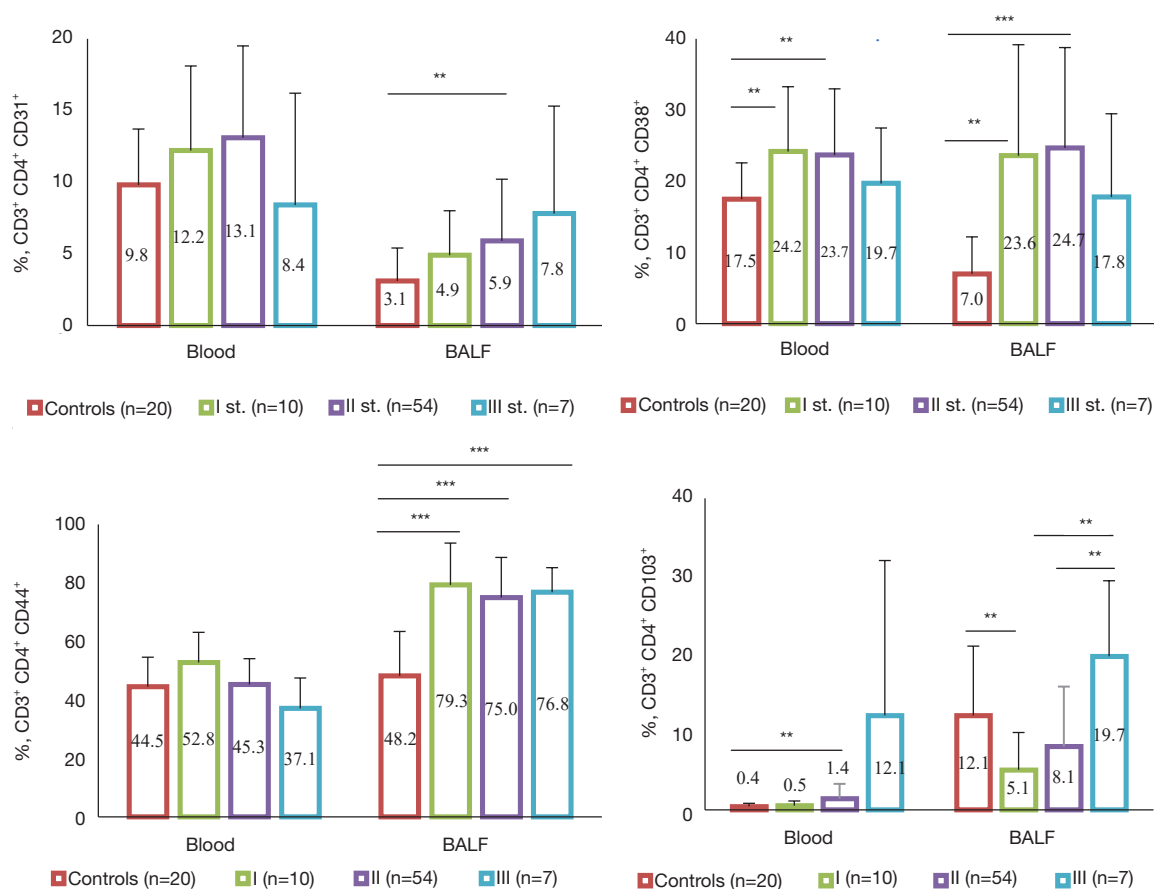 %, CD3⁺ CD4⁺ CD31⁺
20
15
10
5
0
**
9.8
12.2
13.1
8.4
3.1
4.9
5.9
7.8
Blood
BALF
Controls (n=20)
I st. (n=10)
II st. (n=54)
III st. (n=7)
%, CD3⁺ CD4⁺ CD38⁺
40
30
20
10
0
**
**
***
**
17.5
24.2
23.7
19.7
7.0
23.6
24.7
17.8
Blood
BALF
Controls (n=20)
I st. (n=10)
II st. (n=54)
III st. (n=7)
%, CD3⁺ CD4⁺ CD44⁺
100
80
60
40
20
0
***
***
***
44.5
52.8
45.3
37.1
48.2
79.3
75.0
76.8
Blood
BALF
Controls (n=20)
I (n=10)
II (n=54)
III (n=7)
%, CD3⁺ CD4⁺ CD103⁺
40
30
20
10
0
**
**
**
**
0.4
0.5
1.4
12.1
12.1
5.1
8.1
19.7
Blood
BALF
Controls (n=20)
I (n=10)
II (n=54)
III (n=7)